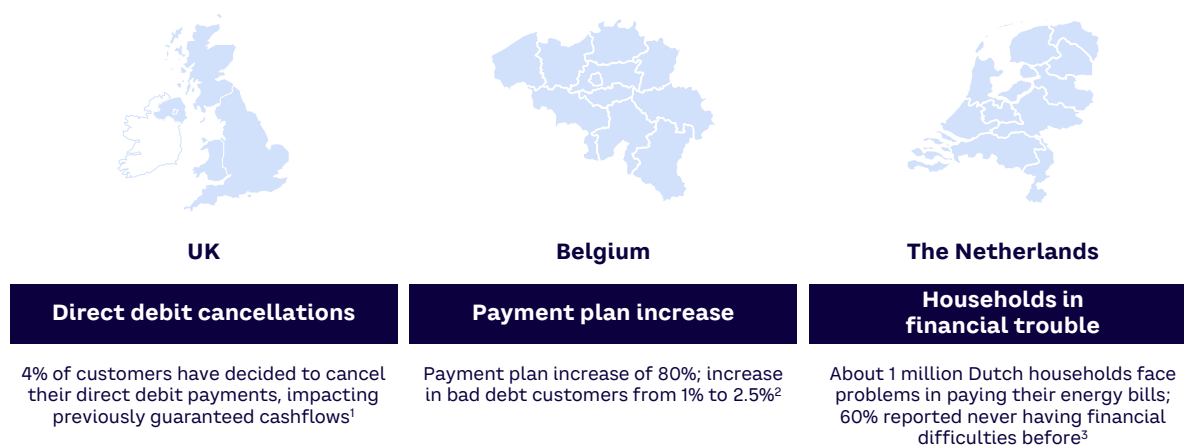 UK
Direct debit cancellations
4% of customers have decided to cancel
their direct debit payments, impacting
previously guaranteed cashflows¹
Belgium
Payment plan increase
Payment plan increase of 80%; increase
in bad debt customers from 1% to 2.5%²
The Netherlands
Households in
financial trouble
About 1 million Dutch households face
problems in paying their energy bills;
60% reported never having financial
difficulties before³